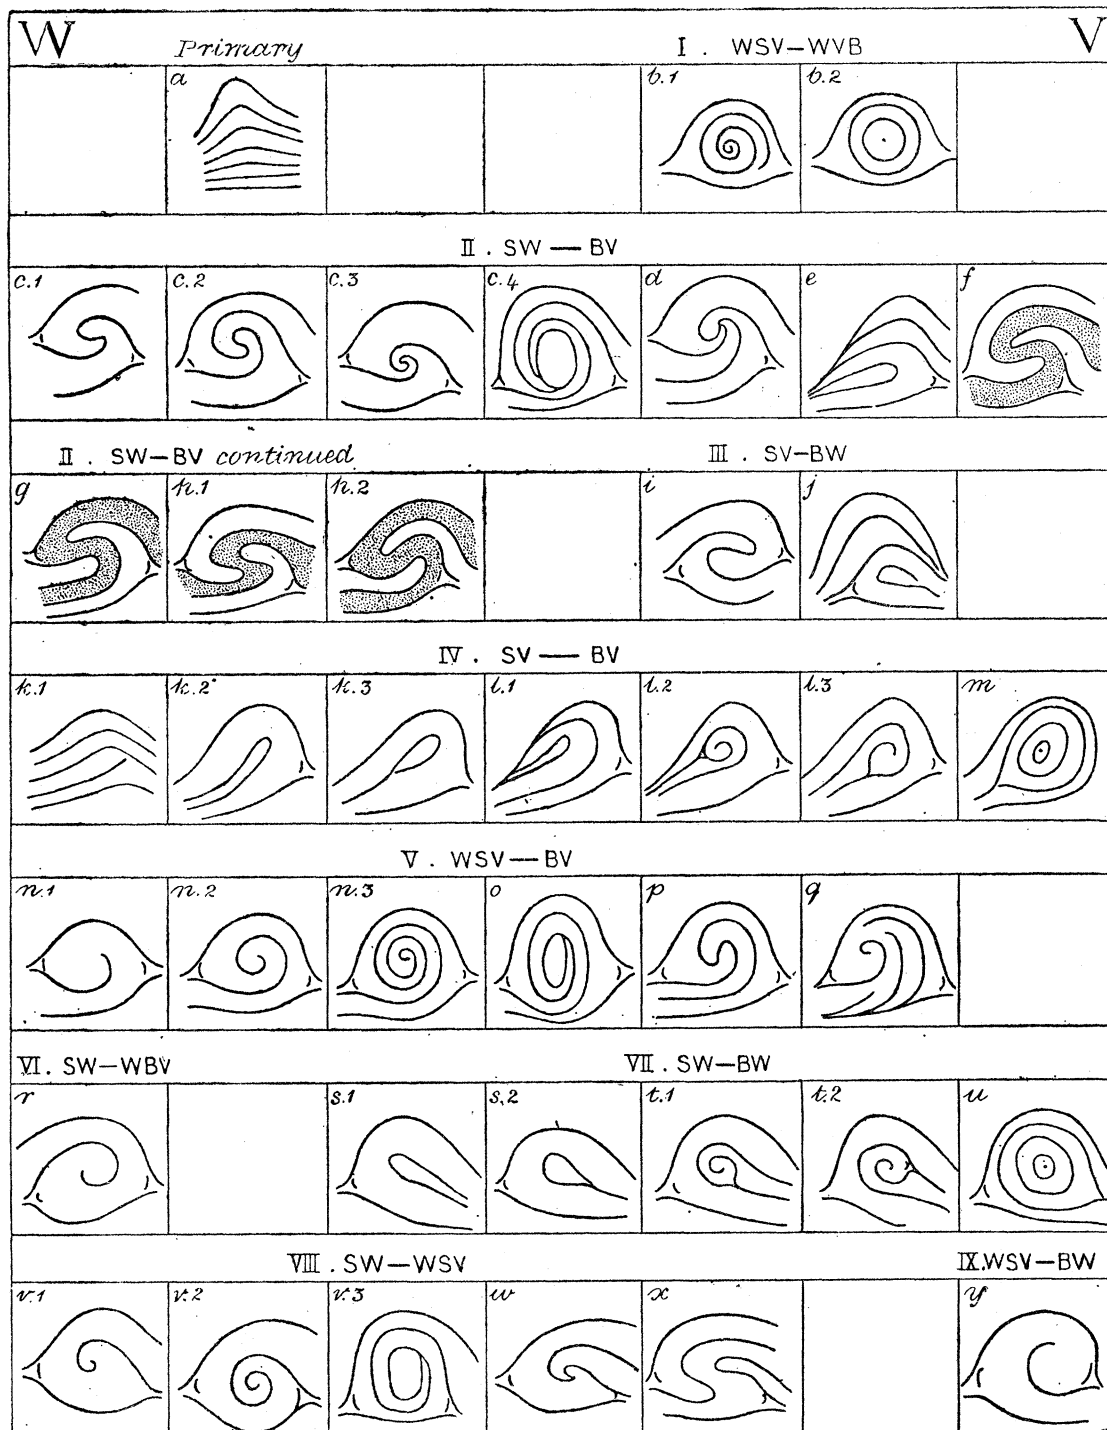 W Primary I . WSV—WVB V
a b.1 b.2
II . SW — BV
c.1 c.2 c.3 c.4 d e f
II . SW—BV continued III . SV—BW
g h.1 h.2 i j
IV . SV — BV
k.1 k.2 k.3 l.1 l.2 l.3 m
V . WSV — BV
n.1 n.2 n.3 o p q
VI. SW—WBV VII . SW—BW
r s.1 s.2 t.1 t.2 u
VIII . SW—WSV IX.WSV—BW
v.1 v.2 v.3 w x y